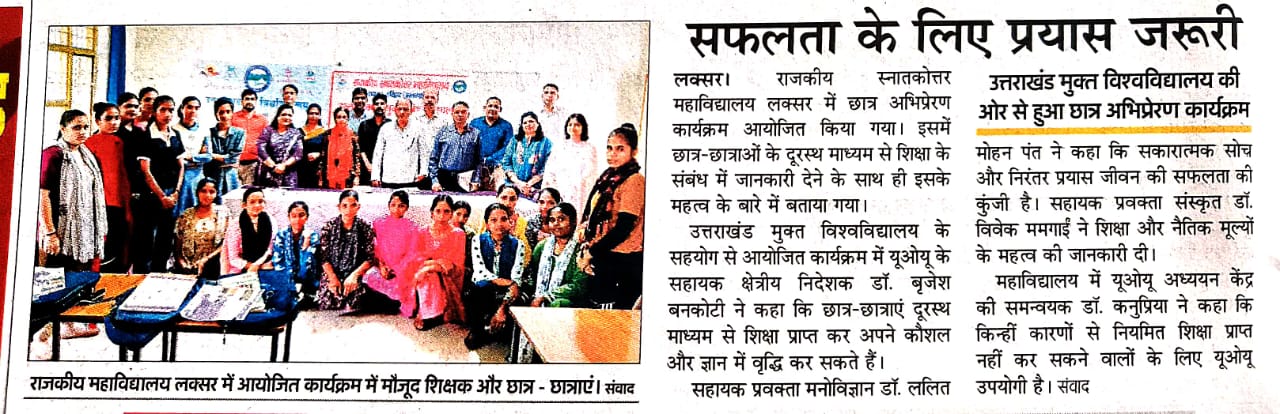 सफलता के लिए प्रयास जरूरी
लक्सर। राजकीय स्नातकोत्तर
महाविद्यालय लक्सर में छात्र अभिप्रेरण
कार्यक्रम आयोजित किया गया। इसमें
छात्र-छात्राओं के दूरस्थ माध्यम से शिक्षा के
संबंध में जानकारी देने के साथ ही इसके
महत्व के बारे में बताया गया।
उत्तराखंड मुक्त विश्वविद्यालय के
सहयोग से आयोजित कार्यक्रम में यूओयू के
सहायक क्षेत्रीय निदेशक डॉ. बृजेश
बनकोटी ने कहा कि छात्र-छात्राएं दूरस्थ
माध्यम से शिक्षा प्राप्त कर अपने कौशल
और ज्ञान में वृद्धि कर सकते हैं।
सहायक प्रवक्ता मनोविज्ञान डॉ. ललित
उत्तराखंड मुक्त विश्वविद्यालय की
ओर से हुआ छात्र अभिप्रेरण कार्यक्रम
मोहन पंत ने कहा कि सकारात्मक सोच
और निरंतर प्रयास जीवन की सफलता की
कुंजी है। सहायक प्रवक्ता संस्कृत डॉ.
विवेक ममगाईं ने शिक्षा और नैतिक मूल्यों
के महत्व की जानकारी दी।
महाविद्यालय में यूओयू अध्ययन केंद्र
की समन्वयक डॉ. कनुप्रिया ने कहा कि
किन्हीं कारणों से नियमित शिक्षा प्राप्त
नहीं कर सकने वालों के लिए यूओयू
उपयोगी है। संवाद
राजकीय स्नातकोत्तर महाविद्यालय
राजकीय महाविद्यालय लक्सर में आयोजित कार्यक्रम में मौजूद शिक्षक और छात्र - छात्राएं। संवाद